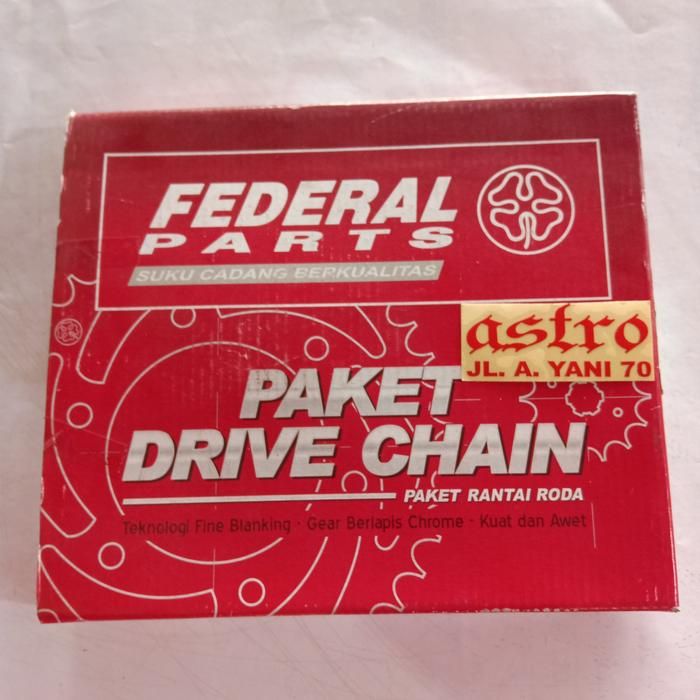 FEDERAL
PARTS
SUKU CADANG BERKUALITAS
astro
JL. A. YANI 70
PAKET
DRIVE CHAIN
PAKET RANTAI RODA
Teknologi Fine Blanking · Gear Berlapis Chrome · Kuat dan Awet